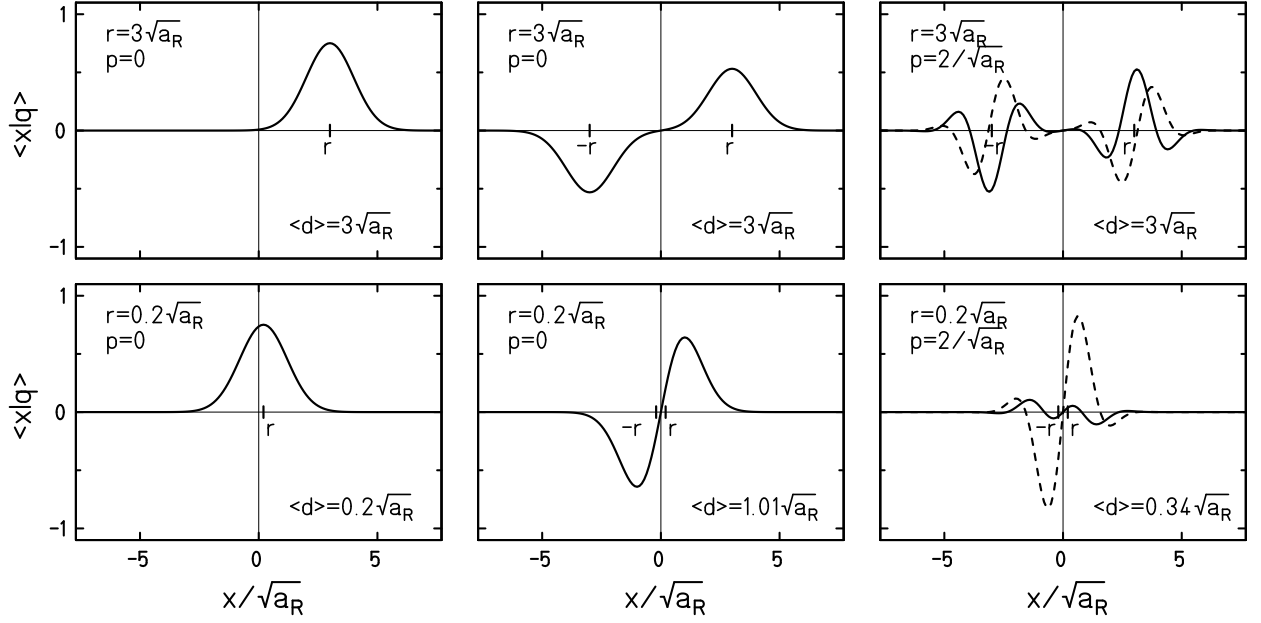 1
0
−1
<x|q>
r=3√a_R
p=0
r
<d>=3√a_R
r=3√a_R
p=0
−r
r
<d>=3√a_R
r=3√a_R
p=2/√a_R
−r
r
<d>=3√a_R
1
0
−1
<x|q>
r=0.2√a_R
p=0
r
<d>=0.2√a_R
r=0.2√a_R
p=0
−r
r
<d>=1.01√a_R
r=0.2√a_R
p=2/√a_R
−r
r
<d>=0.34√a_R
−5 0 5
−5 0 5
−5 0 5
x/√a_R
x/√a_R
x/√a_R